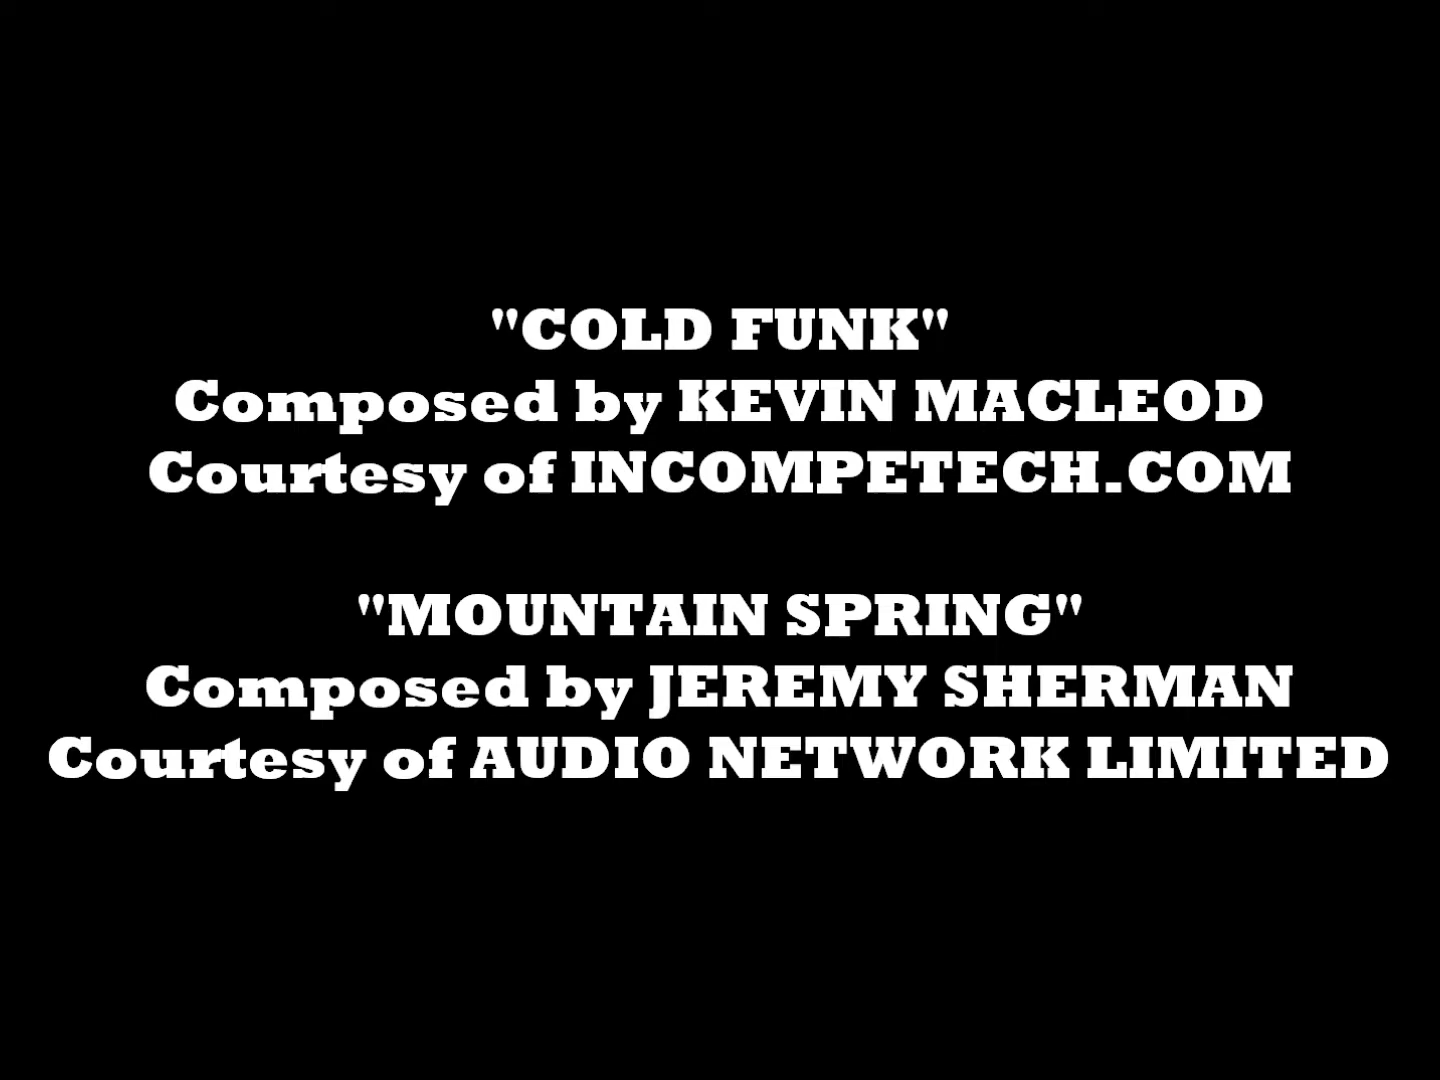 "COLD FUNK"
Composed by KEVIN MACLEOD
Courtesy of INCOMPETECH.COM
"MOUNTAIN SPRING"
Composed by JEREMY SHERMAN
Courtesy of AUDIO NETWORK LIMITED